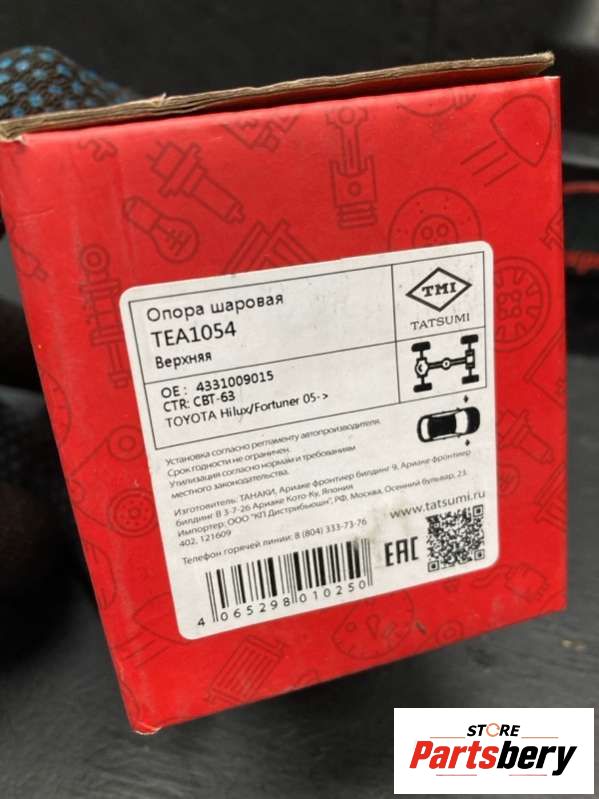 Опора шаровая
TEA1054
Верхняя
TMI
TATSUMI
OE : 4331009015
CTR: CBT-63
TOYOTA Hilux/Fortuner 05- >
Установка согласно регламенту автопроизводителя.
Срок годности не ограничен.
Утилизация согласно нормам и требованиям
местного законодательства.
Изготовитель: ТАНАКИ, Ариаке фронтиер билдинг 9, Ариаке фронтиер
билдинг B 3-7-26 Ариаке Кото-Ку, Япония
Импортер: ООО "КП Дистрибьюшн", РФ, Москва, Осенний бульвар, 23,
402, 121609
Телефон горячей линии: 8 (804) 333-73-76
www.tatsumi.ru
EAC
4 065298 010250
STORE
Partsbery